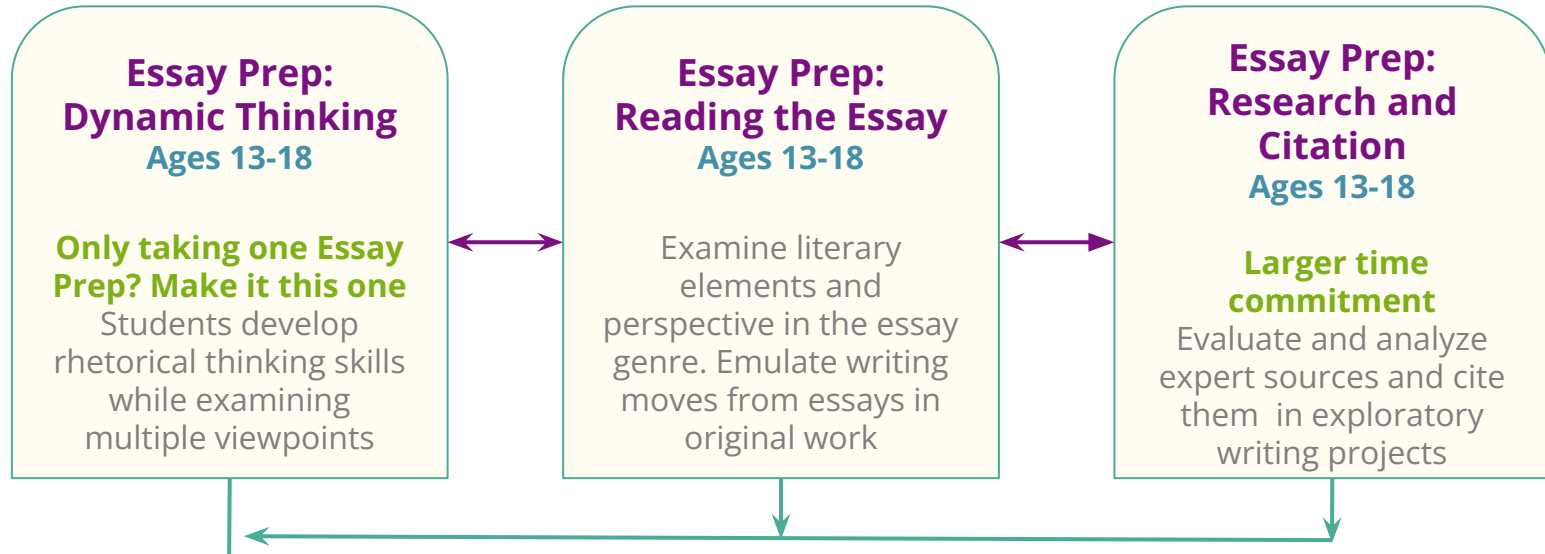 Essay Prep:
Dynamic Thinking
Ages 13-18
Only taking one Essay
Prep? Make it this one
Students develop
rhetorical thinking skills
while examining
multiple viewpoints
Essay Prep:
Reading the Essay
Ages 13-18
Examine literary
elements and
perspective in the essay
genre. Emulate writing
moves from essays in
original work
Essay Prep:
Research and
Citation
Ages 13-18
Larger time
commitment
Evaluate and analyze
expert sources and cite
them  in exploratory
writing projects